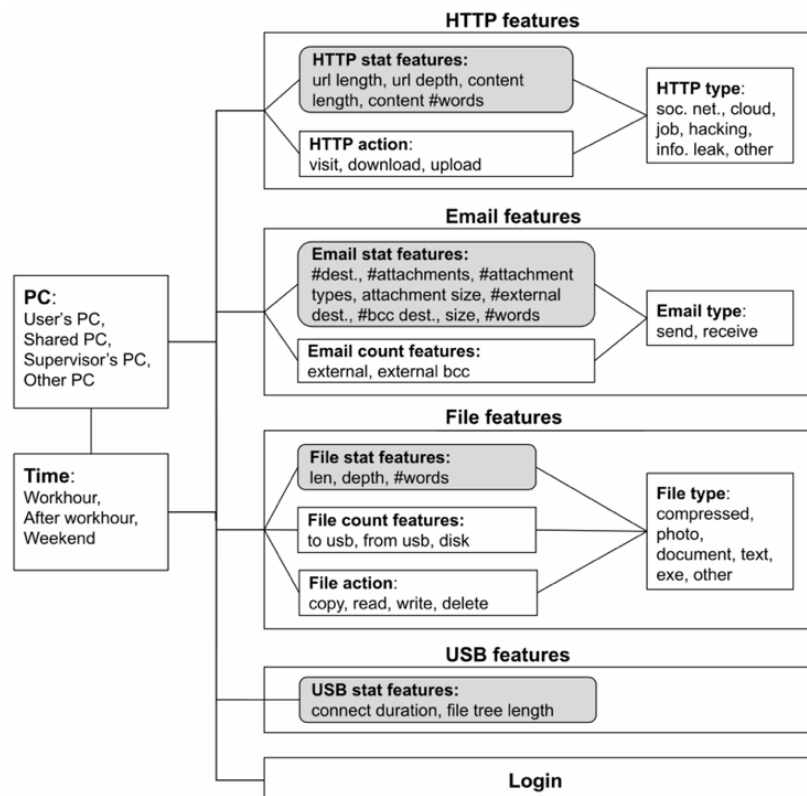 HTTP features
HTTP stat features:
url length, url depth, content
length, content #words
HTTP action:
visit, download, upload
HTTP type:
soc. net., cloud,
job, hacking,
info. leak, other
Email features
Email stat features:
#dest., #attachments, #attachment
types, attachment size, #external
dest., #bcc dest., size, #words
Email count features:
external, external bcc
Email type:
send, receive
PC:
User's PC,
Shared PC,
Supervisor's PC,
Other PC
Time:
Workhour,
After workhour,
Weekend
File features
File stat features:
len, depth, #words
File count features:
to usb, from usb, disk
File action:
copy, read, write, delete
File type:
compressed,
photo,
document, text,
exe, other
USB features
USB stat features:
connect duration, file tree length
Login